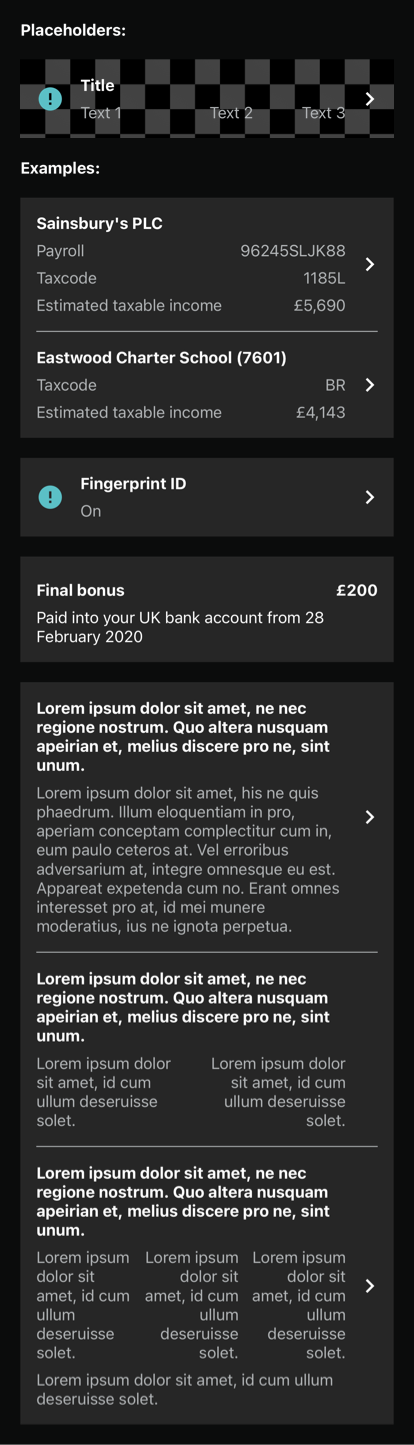 Placeholders:
Title
Text 1 Text 2 Text 3
Examples:
Sainsbury's PLC
Payroll 96245SLJK88
Taxcode 1185L
Estimated taxable income £5,690
Eastwood Charter School (7601)
Taxcode BR
Estimated taxable income £4,143
Fingerprint ID
On
Final bonus £200
Paid into your UK bank account from 28
February 2020
Lorem ipsum dolor sit amet, ne nec
regione nostrum. Quo altera nusquam
apeirian et, melius discere pro ne, sint
unum.
Lorem ipsum dolor sit amet, his ne quis
phaedrum. Illum eloquentiam in pro,
aperiam conceptam complectitur cum in,
eum paulo ceteros at. Vel erroribus
adversarium at, integre omnesque eu est.
Appareat expetenda cum no. Erant omnes
interesset pro at, id mei munere
moderatius, ius ne ignota perpetua.
Lorem ipsum dolor sit amet, ne nec
regione nostrum. Quo altera nusquam
apeirian et, melius discere pro ne, sint
unum.
Lorem ipsum dolor
sit amet, id cum
ullum deseruisse
solet.
Lorem ipsum dolor
sit amet, id cum
ullum deseruisse
solet.
Lorem ipsum dolor sit amet, ne nec
regione nostrum. Quo altera nusquam
apeirian et, melius discere pro ne, sint
unum.
Lorem ipsum
dolor sit
amet, id cum
ullum
deseruisse
solet.
Lorem ipsum
dolor sit
amet, id cum
ullum
deseruisse
solet.
Lorem ipsum
dolor sit
amet, id cum
ullum
deseruisse
solet.
Lorem ipsum dolor sit amet, id cum ullum
deseruisse solet.